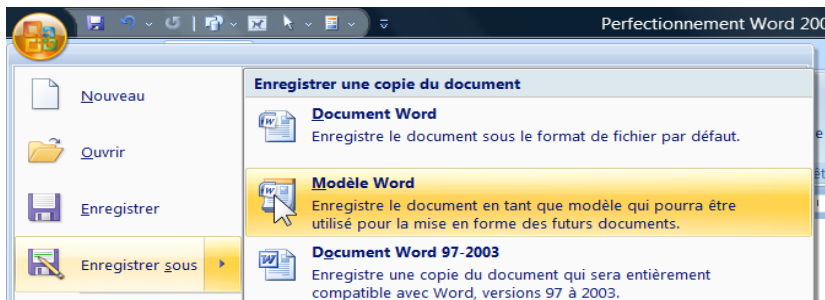 Perfectionnement Word 200
Nouveau
Ouvrir
Enregistrer
Enregistrer sous
Enregistrer une copie du document
Document Word
Enregistre le document sous le format de fichier par défaut.
Modèle Word
Enregistre le document en tant que modèle qui pourra être
utilisé pour la mise en forme des futurs documents.
Document Word 97-2003
Enregistre une copie du document qui sera entièrement
compatible avec Word, versions 97 à 2003.